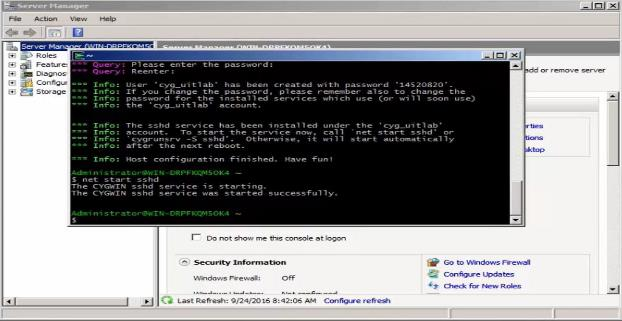 Server Manager
File Action View Help
Server Manager (WIN-DRPFKQM5OK4)
Roles
Features
Diagnos
Configur
Storage
~
*** Query: Please enter the password:
*** Query: Reenter:
*** Info: User 'cyg_uitlab' has been created with password '14520820'.
*** Info: If you change the password, please remember also to change the
*** Info: password for the installed services which use (or will soon use)
*** Info: the 'cyg_uitlab' account.
*** Info: The sshd service has been installed under the 'cyg_uitlab'
*** Info: account. To start the service now, call `net start sshd' or
*** Info: `cygrunsrv -S sshd'. Otherwise, it will start automatically
*** Info: after the next reboot.
*** Info: Host configuration finished. Have fun!
Administrator@WIN-DRPFKQM5OK4 ~
$ net start sshd
The CYGWIN sshd service is starting.
The CYGWIN sshd service was started successfully.
Administrator@WIN-DRPFKQM5OK4 ~
$
add or remove server
erties
ptions
sktop
Do not show me this console at logon
Security Information
Windows Firewall: Off
Go to Windows Firewall
Configure Updates
Check for New Roles
Last Refresh: 9/24/2016 8:42:06 AM Configure refresh